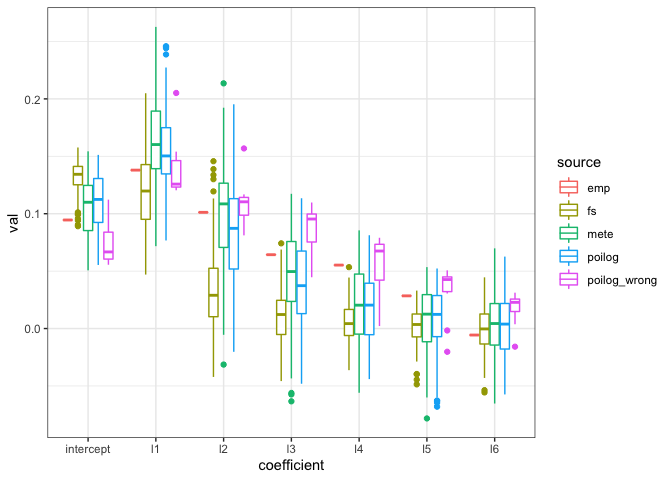 0.2
0.1
0.0
val
intercept l1 l2 l3 l4 l5 l6
coefficient
source
emp
fs
mete
poilog
poilog_wrong